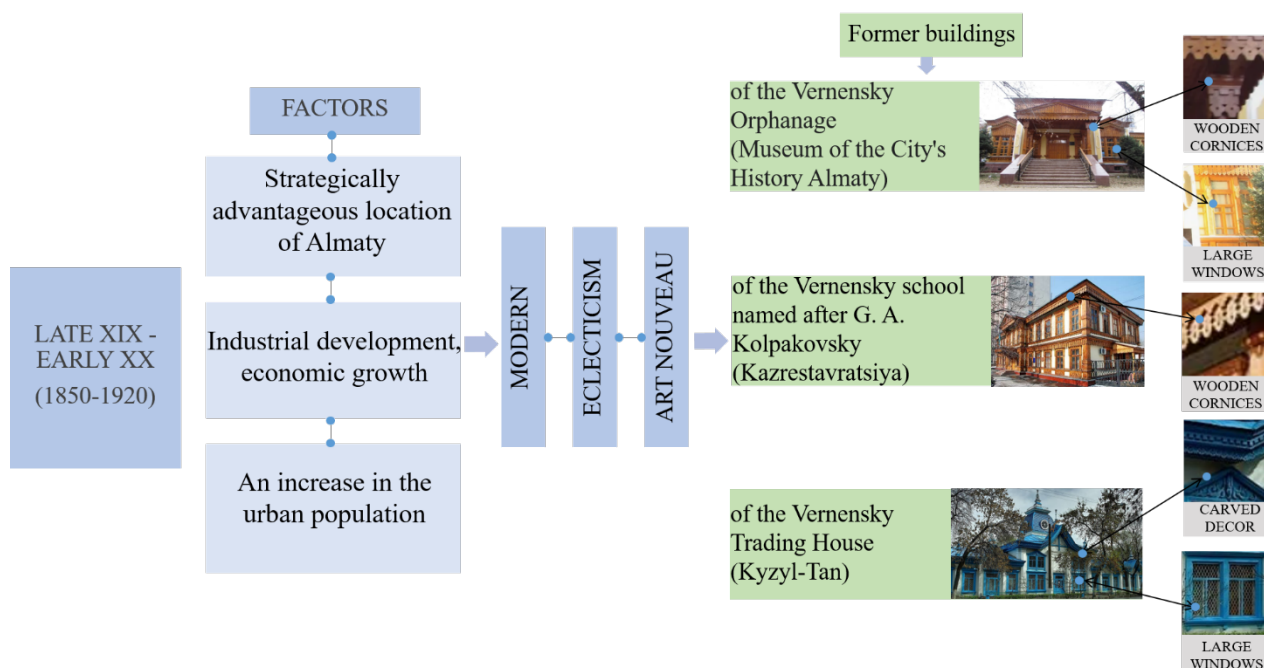 LATE XIX -
EARLY XX
(1850-1920)
FACTORS
Strategically
advantageous location
of Almaty
Industrial development,
economic growth
An increase in the
urban population
MODERN
ECLECTICISM
ART NOUVEAU
Former buildings
of the Vernensky
Orphanage
(Museum of the City's
History Almaty)
WOODEN
CORNICES
LARGE
WINDOWS
of the Vernensky school
named after G. A.
Kolpakovsky
(Kazrestavratsiya)
WOODEN
CORNICES
of the Vernensky
Trading House
(Kyzyl-Tan)
CARVED
DECOR
LARGE
WINDOWS